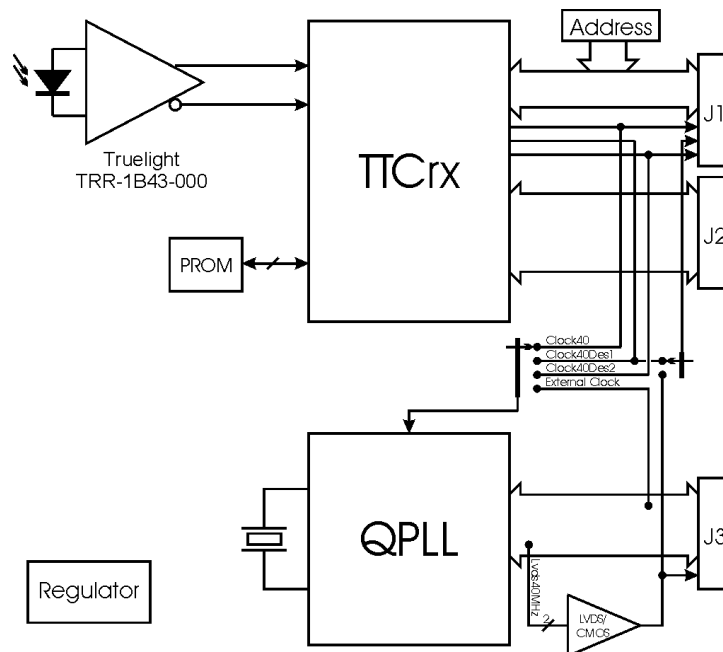 Address
J1
Truelight
TRR-1B43-000
TTCrx
J2
PROM
Clock40
Clock40Des1
Clock40Des2
External Clock
QPLL
J3
Lvds40MHz
2
LVDS/
CMOS
Regulator